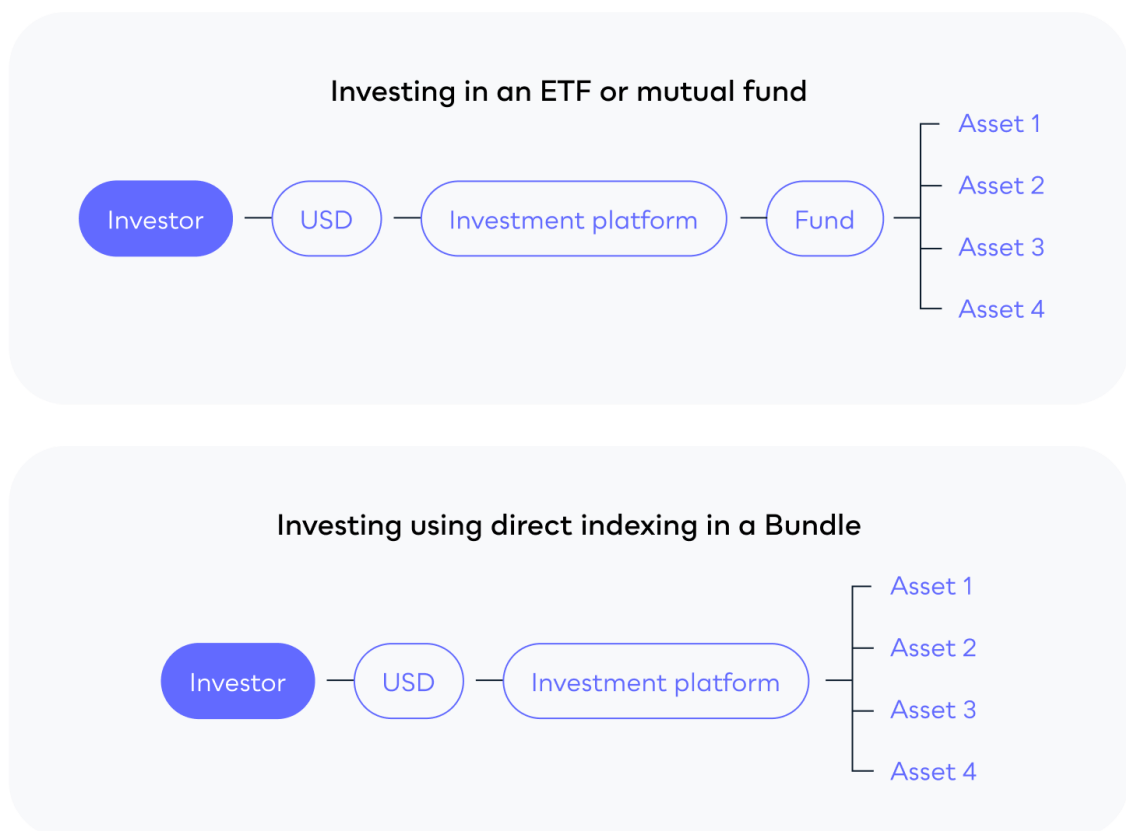 Investing in an ETF or mutual fund
Investor
USD
Investment platform
Fund
Asset 1
Asset 2
Asset 3
Asset 4
Investing using direct indexing in a Bundle
Investor
USD
Investment platform
Asset 1
Asset 2
Asset 3
Asset 4